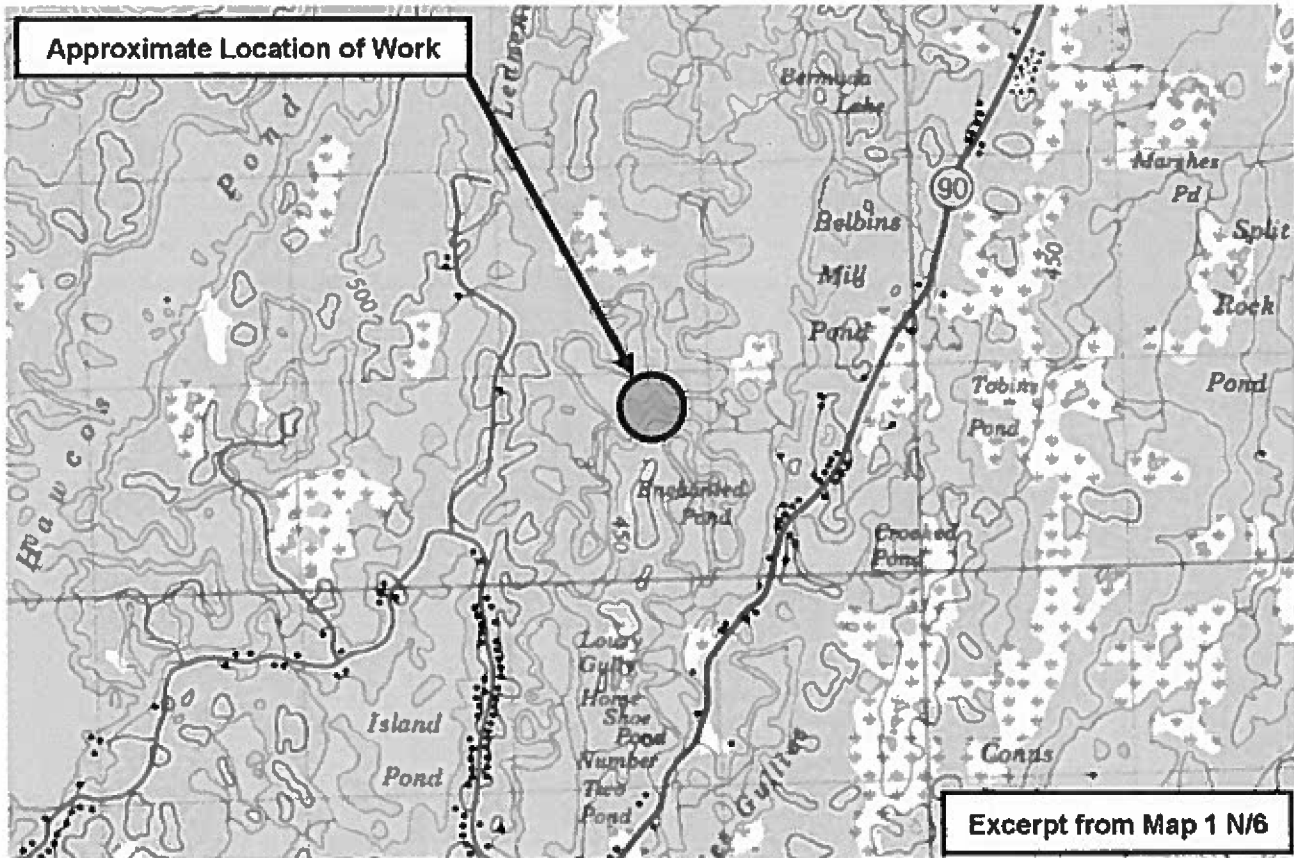 Approximate Location of Work
Bermuda
Lake
Pond
90
Marshes
Pd
Belbins
Mill
Pond
Split
Rock
Pond
450
500
Tobins
Pond
Enchanted
Pond
450
Crooked
Pond
Lousy
Gully
Horse
Shoe
Pond
Number
Two
Pond
Island
Pond
Gullies
Conns
Excerpt from Map 1 N/6